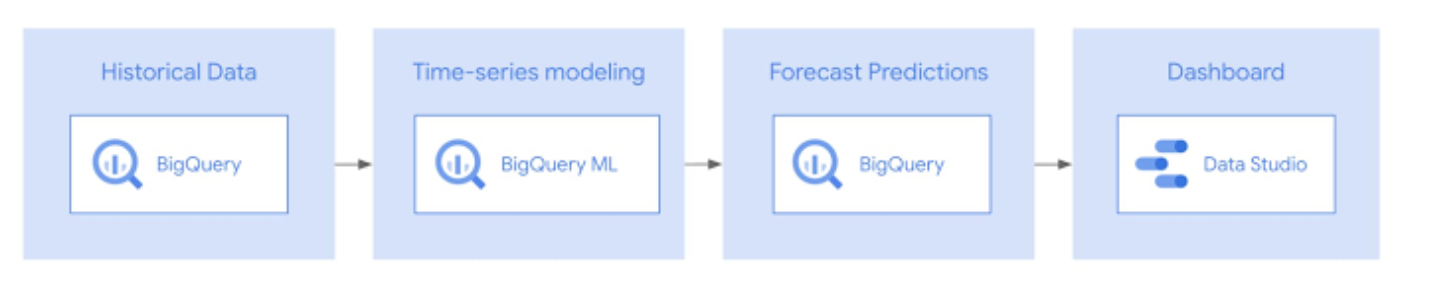 Historical Data
BigQuery
Time-series modeling
BigQuery ML
Forecast Predictions
BigQuery
Dashboard
Data Studio